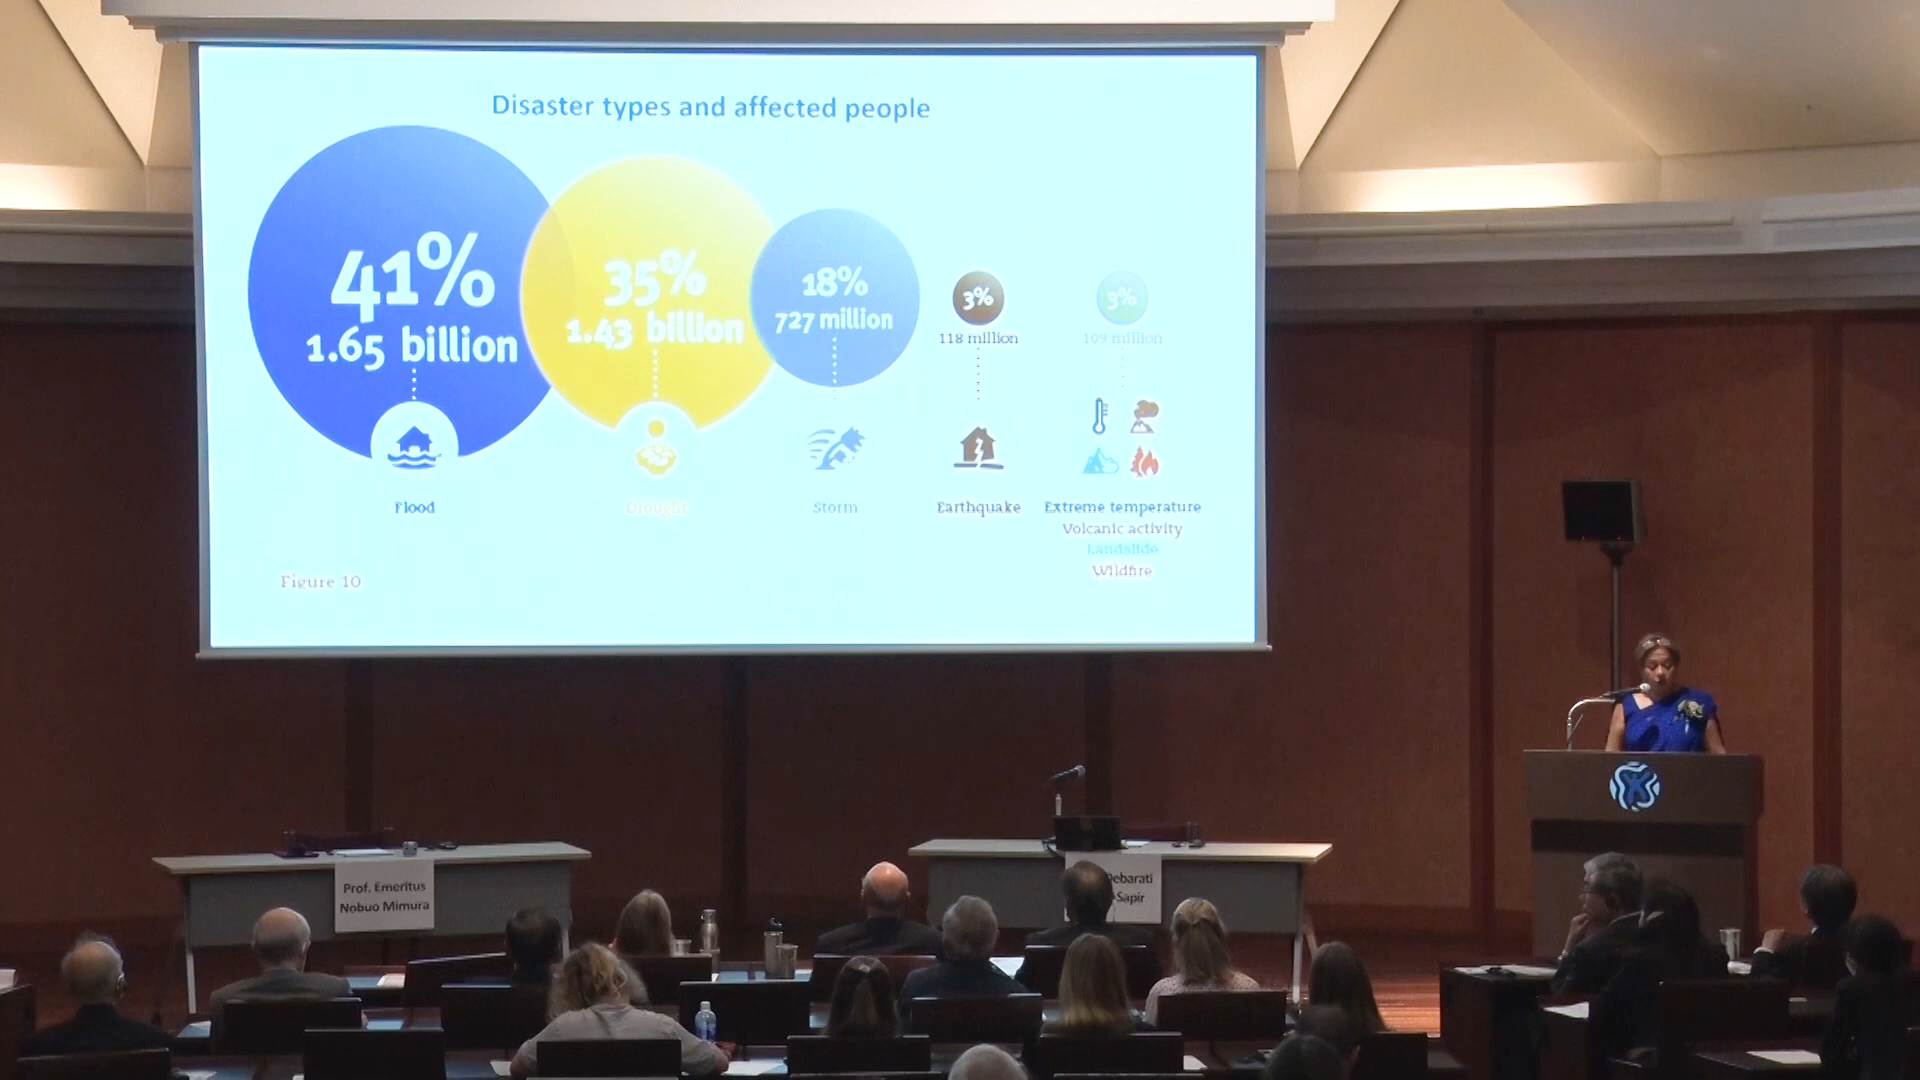 Disaster types and affected people
41%
1.65 billion
35%
1.43 billion
18%
727 million
3%
118 million
3%
109 million
Flood
Drought
Storm
Earthquake
Extreme temperature
Volcanic activity
Landslide
Wildfire
Figure 10
Prof. Emeritus
Nobuo Mimura
Debarati
Sapir